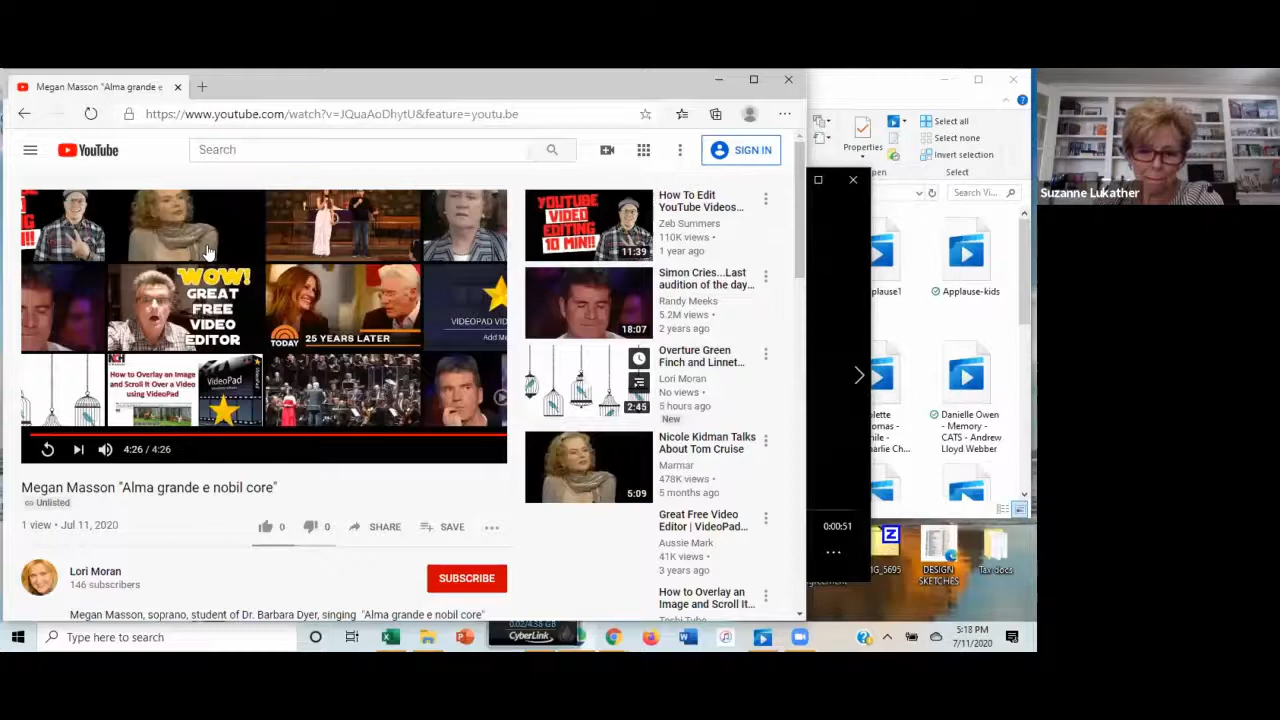 Megan Masson "Alma grande e
https://www.youtube.com/watch?v=JQuaAoDhytU&feature=youtu.be
YouTube
Search
SIGN IN
Select all
Select none
Invert selection
Properties
Select
Search Vi...
Suzanne Lukather
WOW!
GREAT
FREE
VIDEO
EDITOR
TODAY
25 YEARS LATER
How to Overlay an Image
and Scroll It Over a Video
using VideoPad
VideoPad
4:26 / 4:26
YOUTUBE
VIDEO
EDITING
10 MIN!!
11:39
How To Edit
YouTube Videos...
Zeb Summers
110K views •
1 year ago
18:07
Simon Cries...Last
audition of the day...
Randy Meeks
5.2M views •
2 years ago
2:45
Overture Green
Finch and Linnet...
Lori Moran
No views •
5 hours ago
New
5:09
Nicole Kidman Talks
About Tom Cruise
Marmar
478K views •
5 months ago
Great Free Video
Editor | VideoPad...
Aussie Mark
41K views •
3 years ago
How to Overlay an
Image and Scroll It...
Megan Masson "Alma grande e nobil core"
Unlisted
1 view • Jul 11, 2020
0
0
SHARE
SAVE
Lori Moran
146 subscribers
SUBSCRIBE
Megan Masson, soprano, student of Dr. Barbara Dyer, singing "Alma grande e nobil core"
plause1
Applause-kids
Danielle Owen
- Memory -
CATS - Andrew
Lloyd Webber
0:00:51
DESIGN
SKETCHES
Tax docs
Type here to search
CyberLink
5:18 PM
7/11/2020